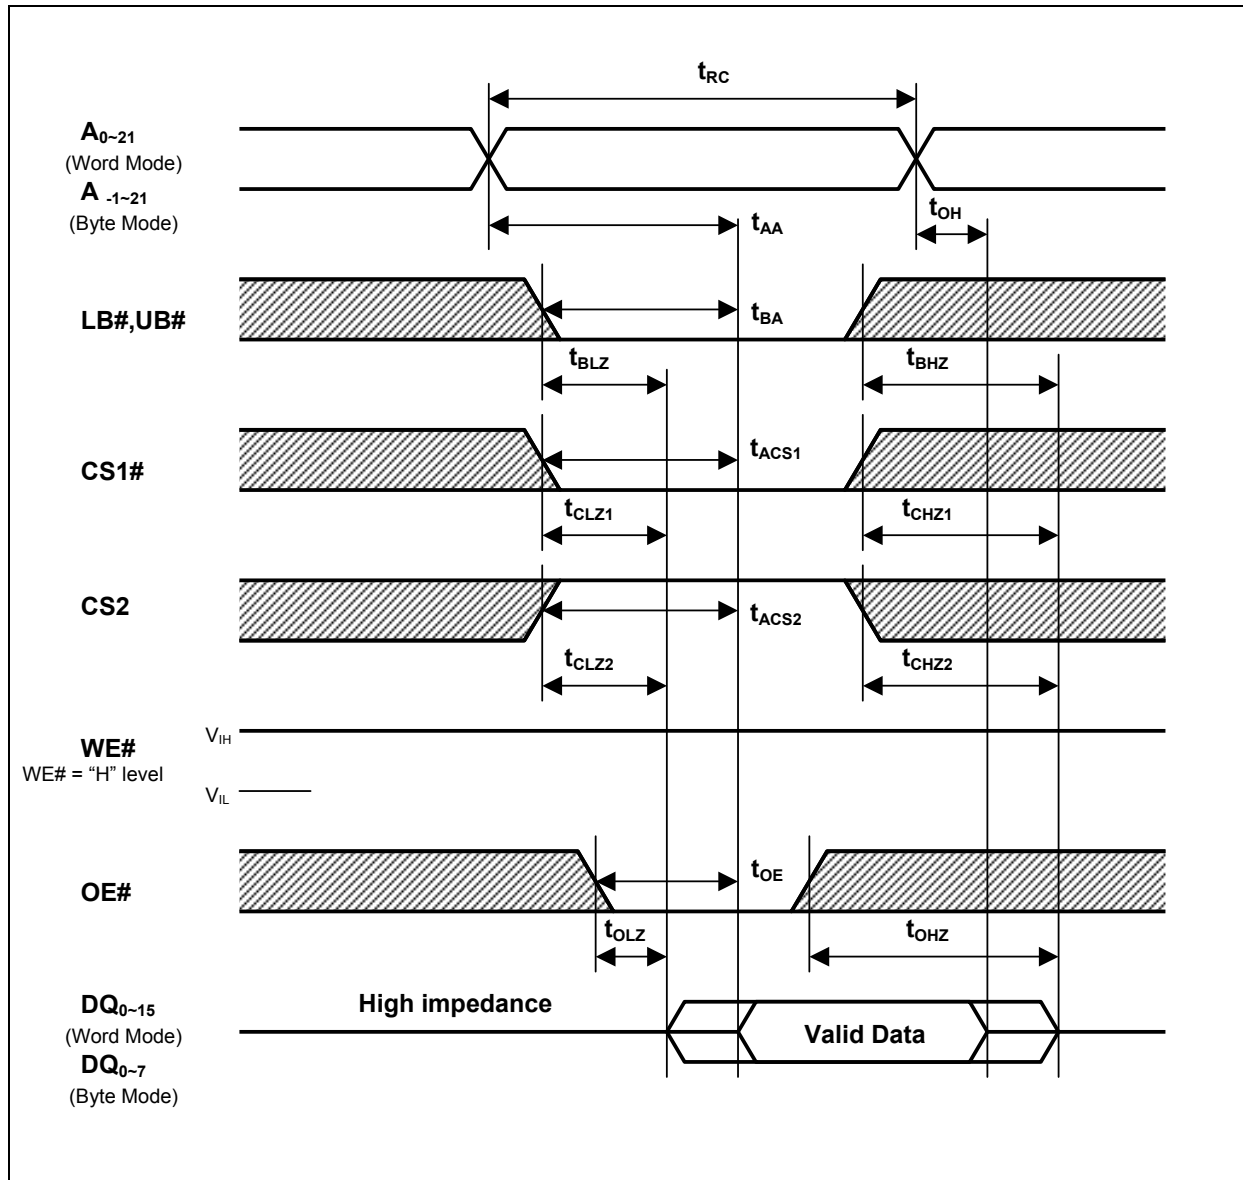 tRC
A0~21
(Word Mode)
A -1~21
(Byte Mode)
tOH
tAA
LB#,UB#
tBA
tBLZ
tBHZ
CS1#
tACS1
tCLZ1
tCHZ1
CS2
tACS2
tCLZ2
tCHZ2
VIH
WE#
WE# = “H” level
VIL
OE#
tOE
tOLZ
tOHZ
DQ0~15
High impedance
(Word Mode)
Valid Data
DQ0~7
(Byte Mode)